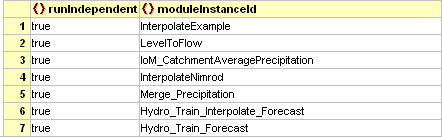 {} runIndependent {} moduleInstanceId
1 true InterpolateExample
2 true LevelToFlow
3 true IoM_CatchmentAveragePrecipitation
4 true InterpolateNimrod
5 true Merge_Precipitation
6 true Hydro_Train_Interpolate_Forecast
7 true Hydro_Train_Forecast